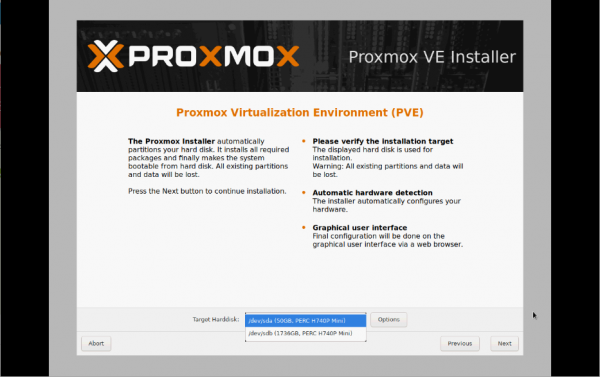 PROXMOX
Proxmox VE Installer
Proxmox Virtualization Environment (PVE)
The Proxmox Installer automatically
partitions your hard disk. It installs all required
packages and finally makes the system
bootable from hard disk. All existing partitions
and data will be lost.
Press the Next button to continue installation.
Please verify the installation target
The displayed hard disk is used for
installation.
Warning: All existing partitions and data will
be lost.
Automatic hardware detection
The installer automatically configures your
hardware.
Graphical user interface
Final configuration will be done on the
graphical user interface via a web browser.
Target Harddisk:
/dev/sda (50GB, PERC H740P Mini)
/dev/sdb (1736GB, PERC H740P Mini)
Options
Abort
Previous
Next